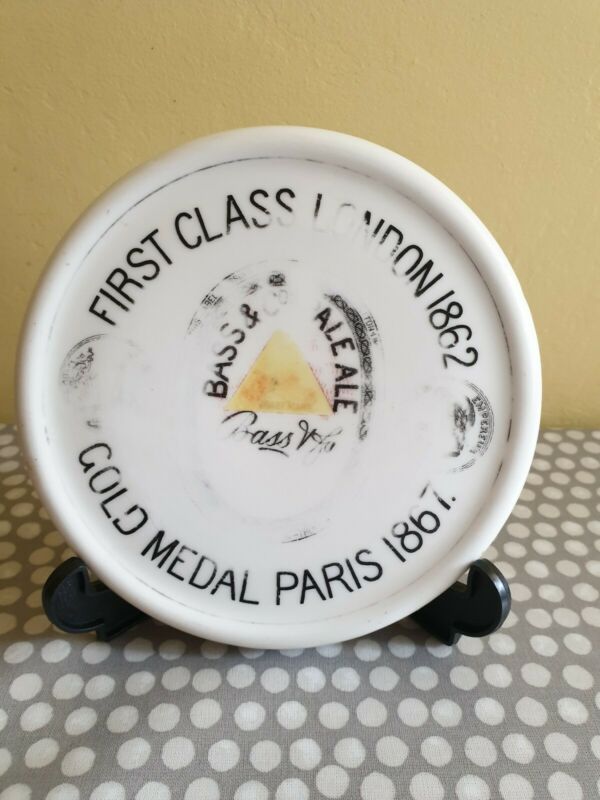 FIRST CLASS LONDON 1862
BASS & Co
ALE ALE
Bass & Co
GOLD MEDAL PARIS 1867.